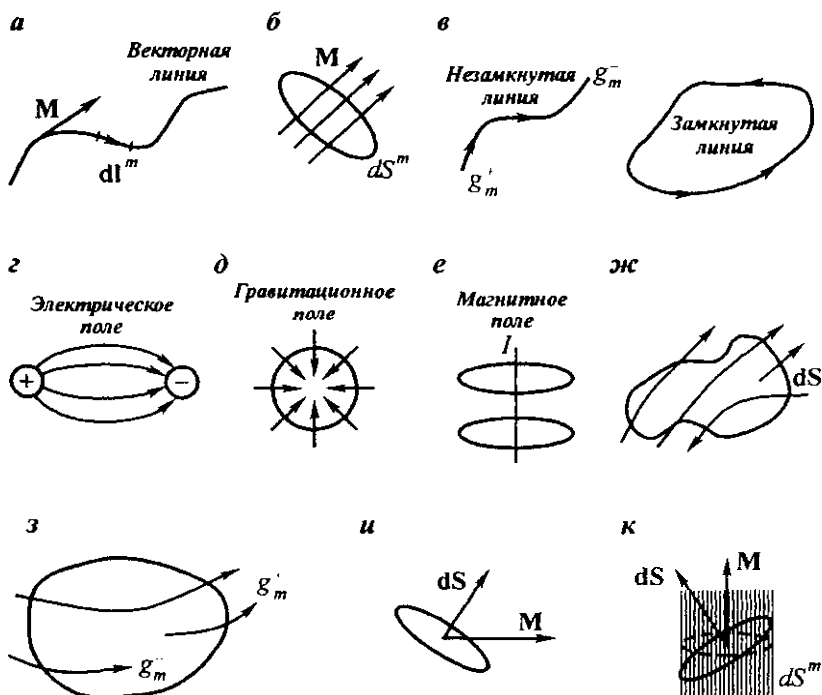 а
Векторная
линия
M
dl^m
б
M
dS^m
в
Незамкнутая
линия
g_m^-
g_m^+
Замкнутая
линия
г
Электрическое
поле
+
−
д
Гравитационное
поле
е
Магнитное
поле
I
ж
dS
з
g_m
g_m
и
dS
M
к
dS
M
dS^m